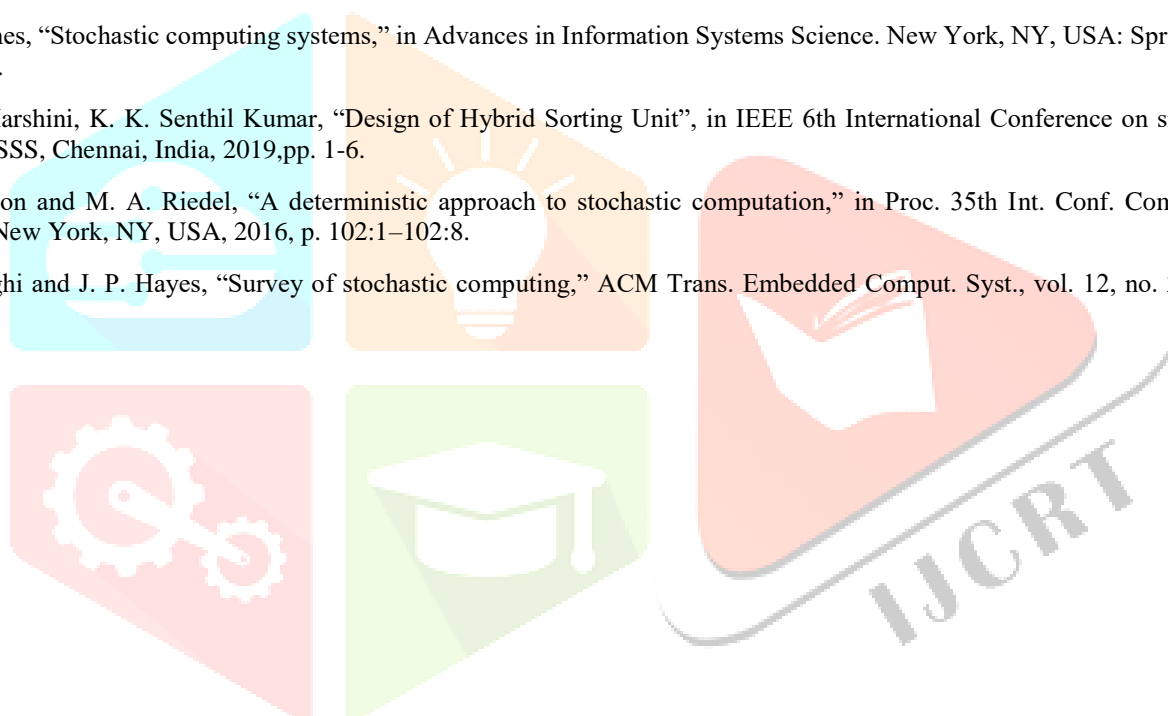 nes, “Stochastic computing systems,” in Advances in Information Systems Science. New York, NY, USA: Spr
.
arshini, K. K. Senthil Kumar, “Design of Hybrid Sorting Unit”, in IEEE 6th International Conference on s
SSS, Chennai, India, 2019,pp. 1-6.
on and M. A. Riedel, “A deterministic approach to stochastic computation,” in Proc. 35th Int. Conf. Com
New York, NY, USA, 2016, p. 102:1–102:8.
ghi and J. P. Hayes, “Survey of stochastic computing,” ACM Trans. Embedded Comput. Syst., vol. 12, no.
IJCRT